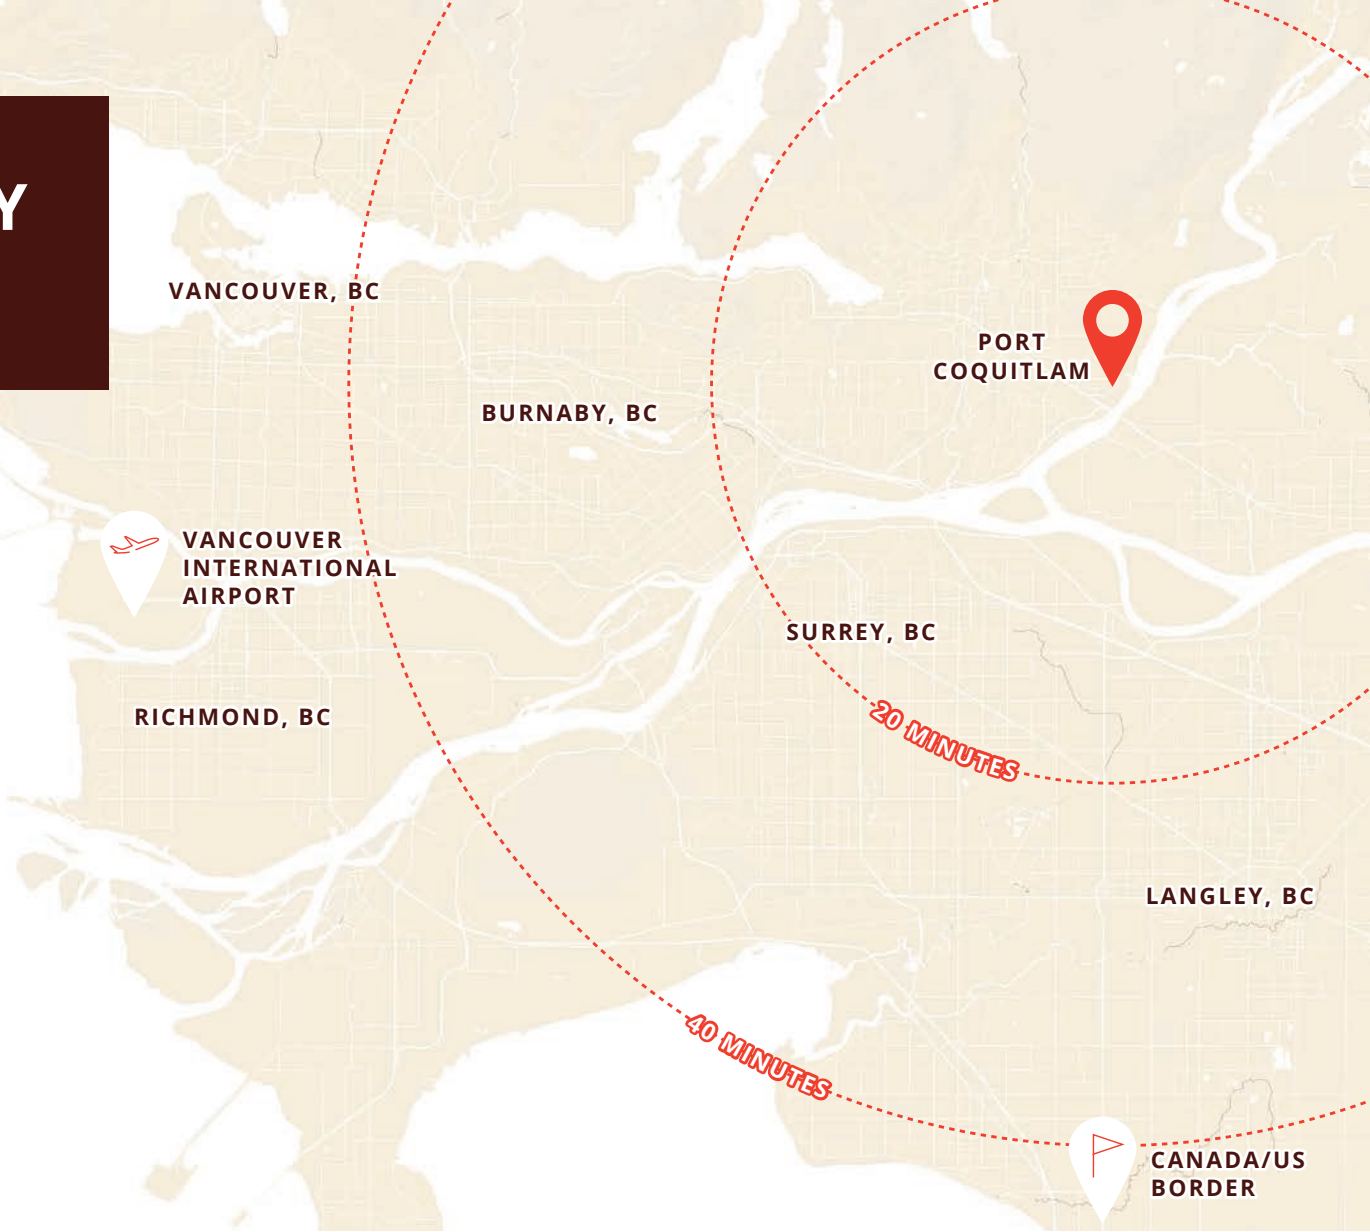 Y
VANCOUVER, BC
PORT
COQUITLAM
BURNABY, BC
VANCOUVER
INTERNATIONAL
AIRPORT
SURREY, BC
20 MINUTES
RICHMOND, BC
LANGLEY, BC
40 MINUTES
CANADA/US
BORDER